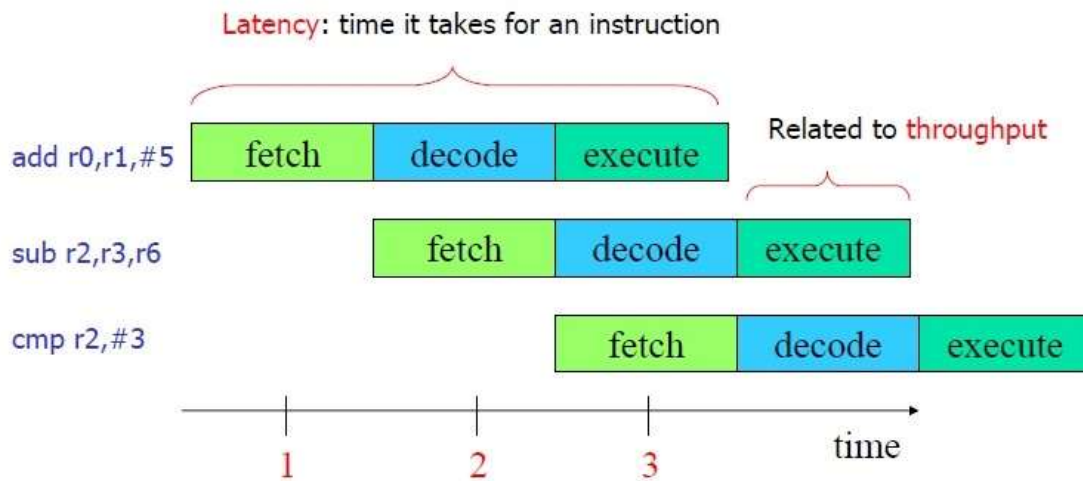 Latency: time it takes for an instruction
Related to throughput
add r0,r1,#5 fetch decode execute
sub r2,r3,r6 fetch decode execute
cmp r2,#3 fetch decode execute
time
1 2 3